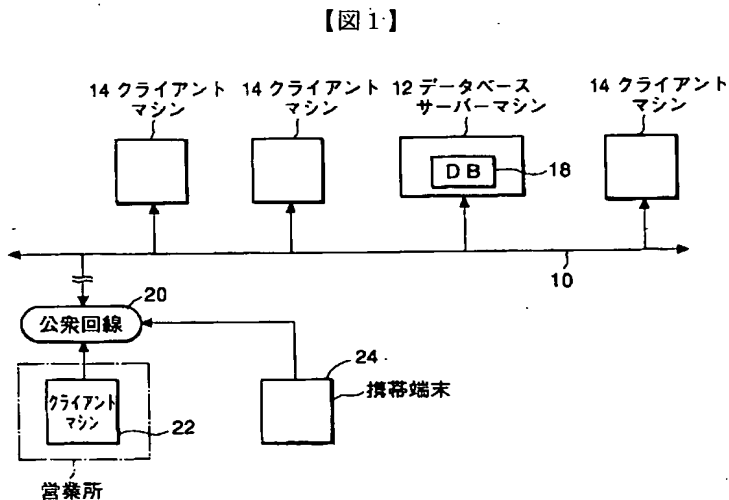 【図1】
14 クライアント
マシン
14 クライアント
マシン
12 データベース
サーバーマシン
14 クライアント
マシン
DB
18
10
20
公衆回線
24
携帯端末
クライアント
マシン
22
営業所